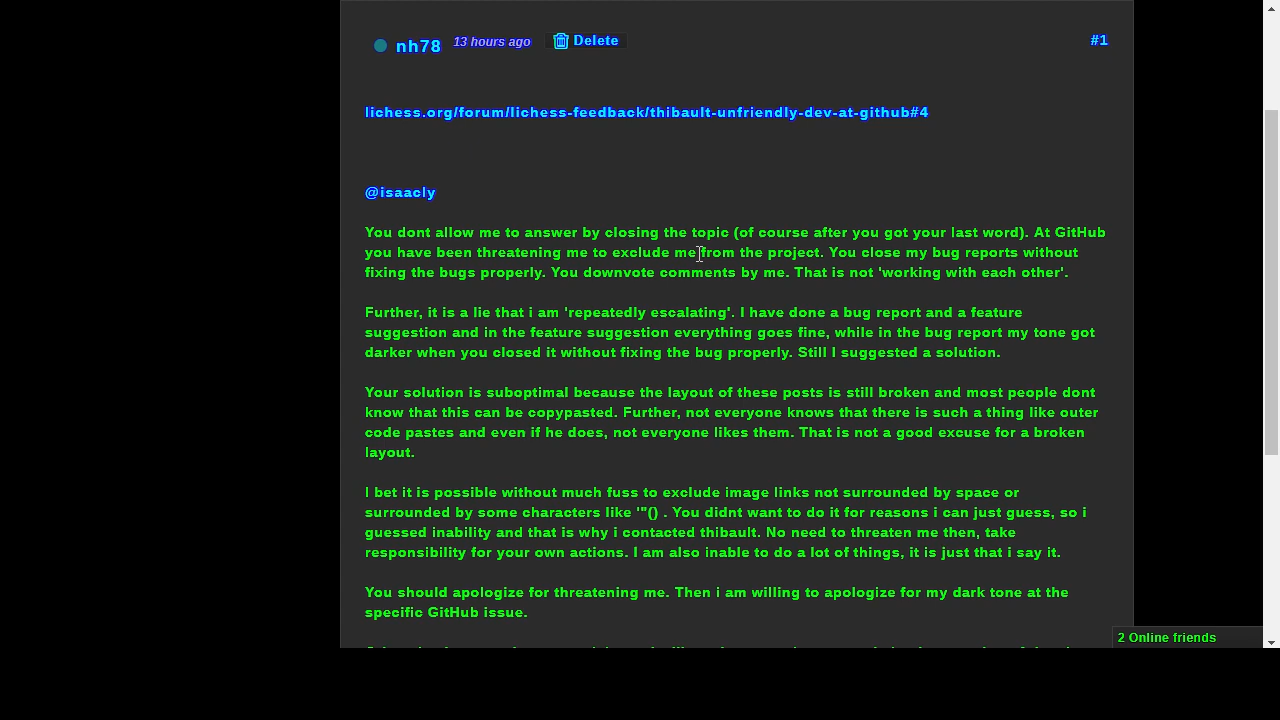 nh78 13 hours ago Delete #1
lichess.org/forum/lichess-feedback/thibault-unfriendly-dev-at-github#4
@isaacly
You dont allow me to answer by closing the topic (of course after you got your last word). At GitHub
you have been threatening me to exclude me from the project. You close my bug reports without
fixing the bugs properly. You downvote comments by me. That is not 'working with each other'.
Further, it is a lie that i am 'repeatedly escalating'. I have done a bug report and a feature
suggestion and in the feature suggestion everything goes fine, while in the bug report my tone got
darker when you closed it without fixing the bug properly. Still I suggested a solution.
Your solution is suboptimal because the layout of these posts is still broken and most people dont
know that this can be copypasted. Further, not everyone knows that there is such a thing like outer
code pastes and even if he does, not everyone likes them. That is not a good excuse for a broken
layout.
I bet it is possible without much fuss to exclude image links not surrounded by space or
surrounded by some characters like '"() . You didnt want to do it for reasons i can just guess, so i
guessed inability and that is why i contacted thibault. No need to threaten me then, take
responsibility for your own actions. I am also inable to do a lot of things, it is just that i say it.
You should apologize for threatening me. Then i am willing to apologize for my dark tone at the
specific GitHub issue.
2 Online friends